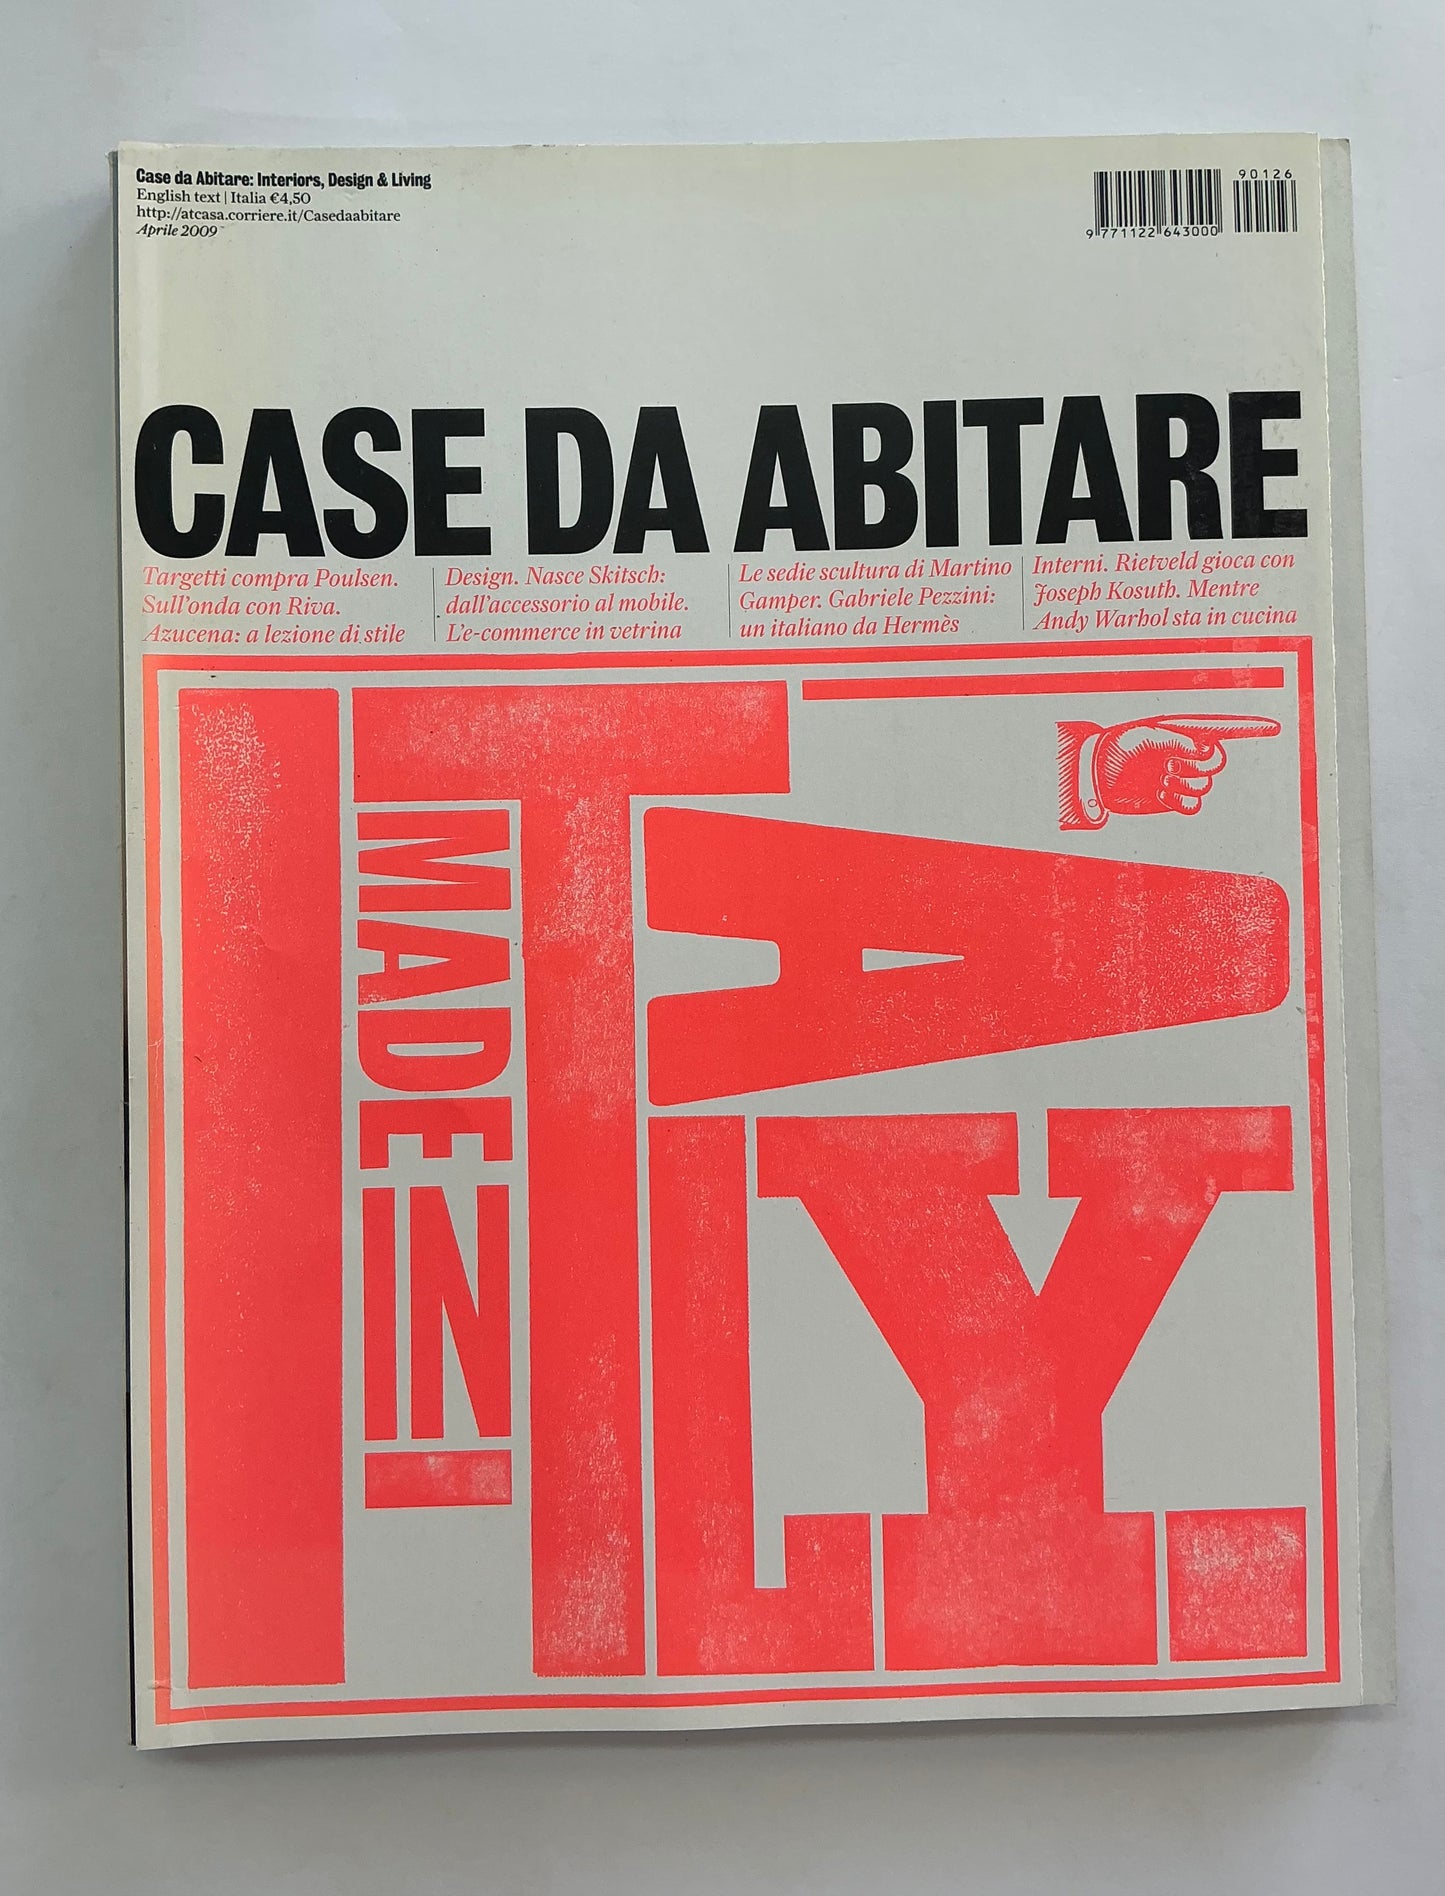 Case da Abitare: Interiors, Design & Living
English text | Italia €4,50
http://atcasa.corriere.it/Casedaabitare
Aprile 2009
90126
9 771122 643000
CASE DA ABITARE
Targetti compra Poulsen.
Sull'onda con Riva.
Azucena: a lezione di stile
Design. Nasce Skitsch:
dall'accessorio al mobile.
L'e-commerce in vetrina
Le sedie scultura di Martino
Gamper. Gabriele Pezzini:
un italiano da Hermès
Interni. Rietveld gioca con
Joseph Kosuth. Mentre
Andy Warhol sta in cucina
MADE IN
ITALY.